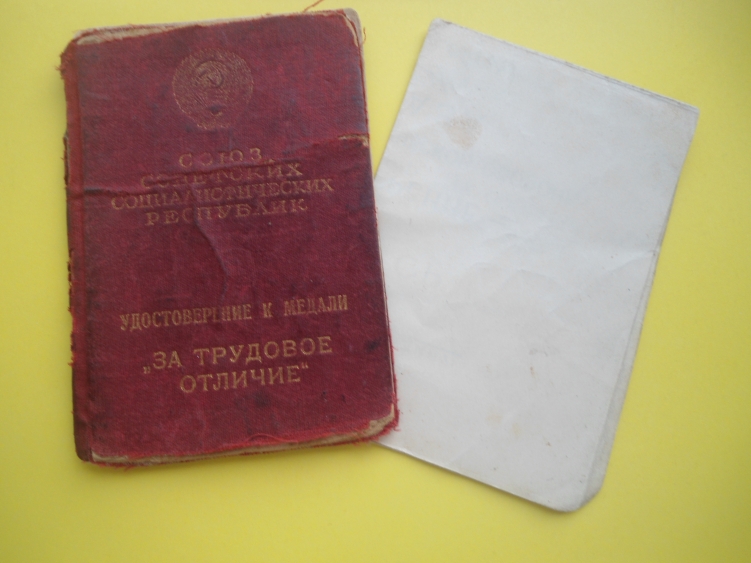 СОЮЗ
СОВЕТСКИХ
СОЦИАЛИСТИЧЕСКИХ
РЕСПУБЛИК
УДОСТОВЕРЕНИЕ К МЕДАЛИ
„ЗА ТРУДОВОЕ
ОТЛИЧИЕ“